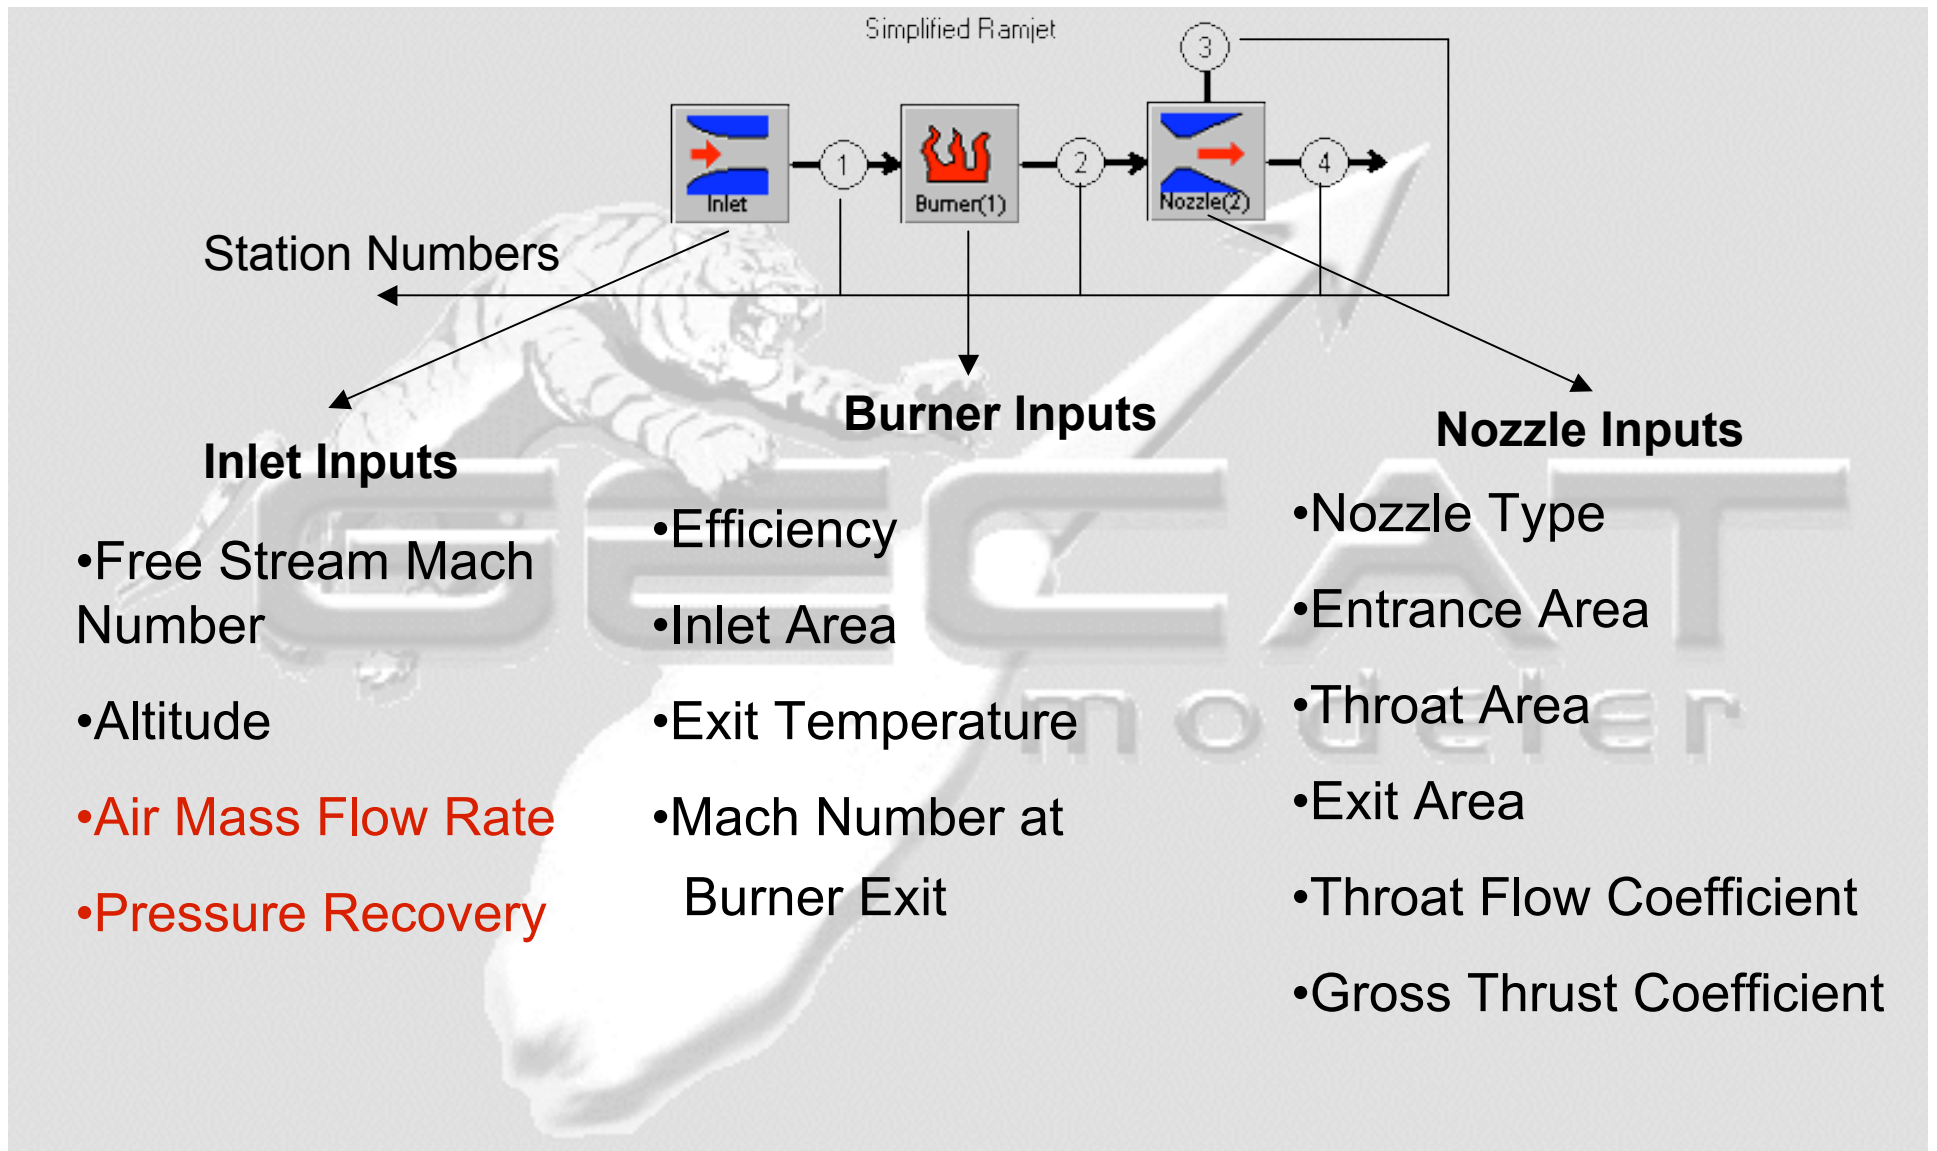 Simplified Ramjet
3
1
2
4
Inlet
Burner(1)
Nozzle(2)
Station Numbers
Inlet Inputs
•Free Stream Mach
Number
•Altitude
•Air Mass Flow Rate
•Pressure Recovery
Burner Inputs
•Efficiency
•Inlet Area
•Exit Temperature
•Mach Number at
Burner Exit
Nozzle Inputs
•Nozzle Type
•Entrance Area
•Throat Area
•Exit Area
•Throat Flow Coefficient
•Gross Thrust Coefficient
GECAT
modeler